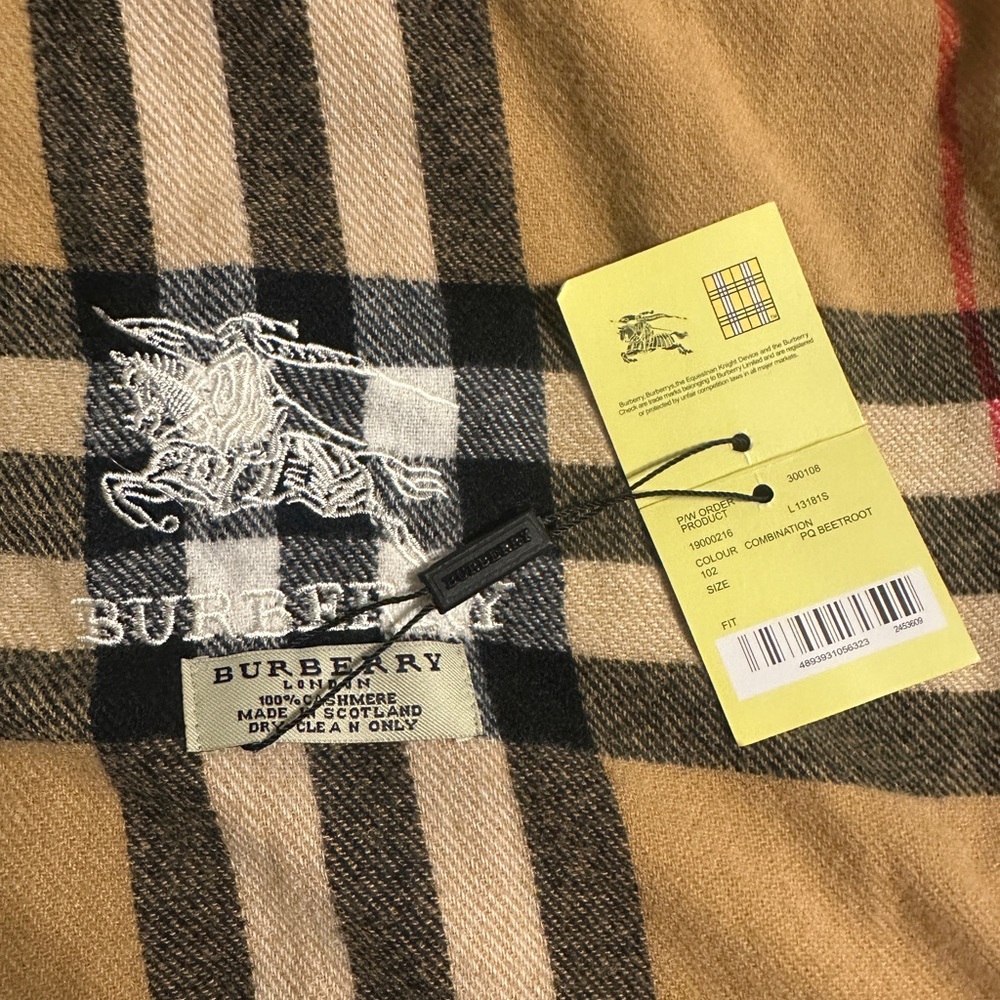 BURBERRY
BURBERRY
LONDON
100% CASHMERE
MADE IN SCOTLAND
DRY CLEAN ONLY
BURBERRY
Burberry, Burberrys, the Equestrian Knight Device and the Burberry
Check are trade marks belonging to Burberry Limited and are registered
or protected by unfair competition laws in all major markets.
P/W ORDER 300108
PRODUCT L13181S
19000216
COLOUR COMBINATION
102 PQ BEETROOT
SIZE
FIT
4893931056323 2453609